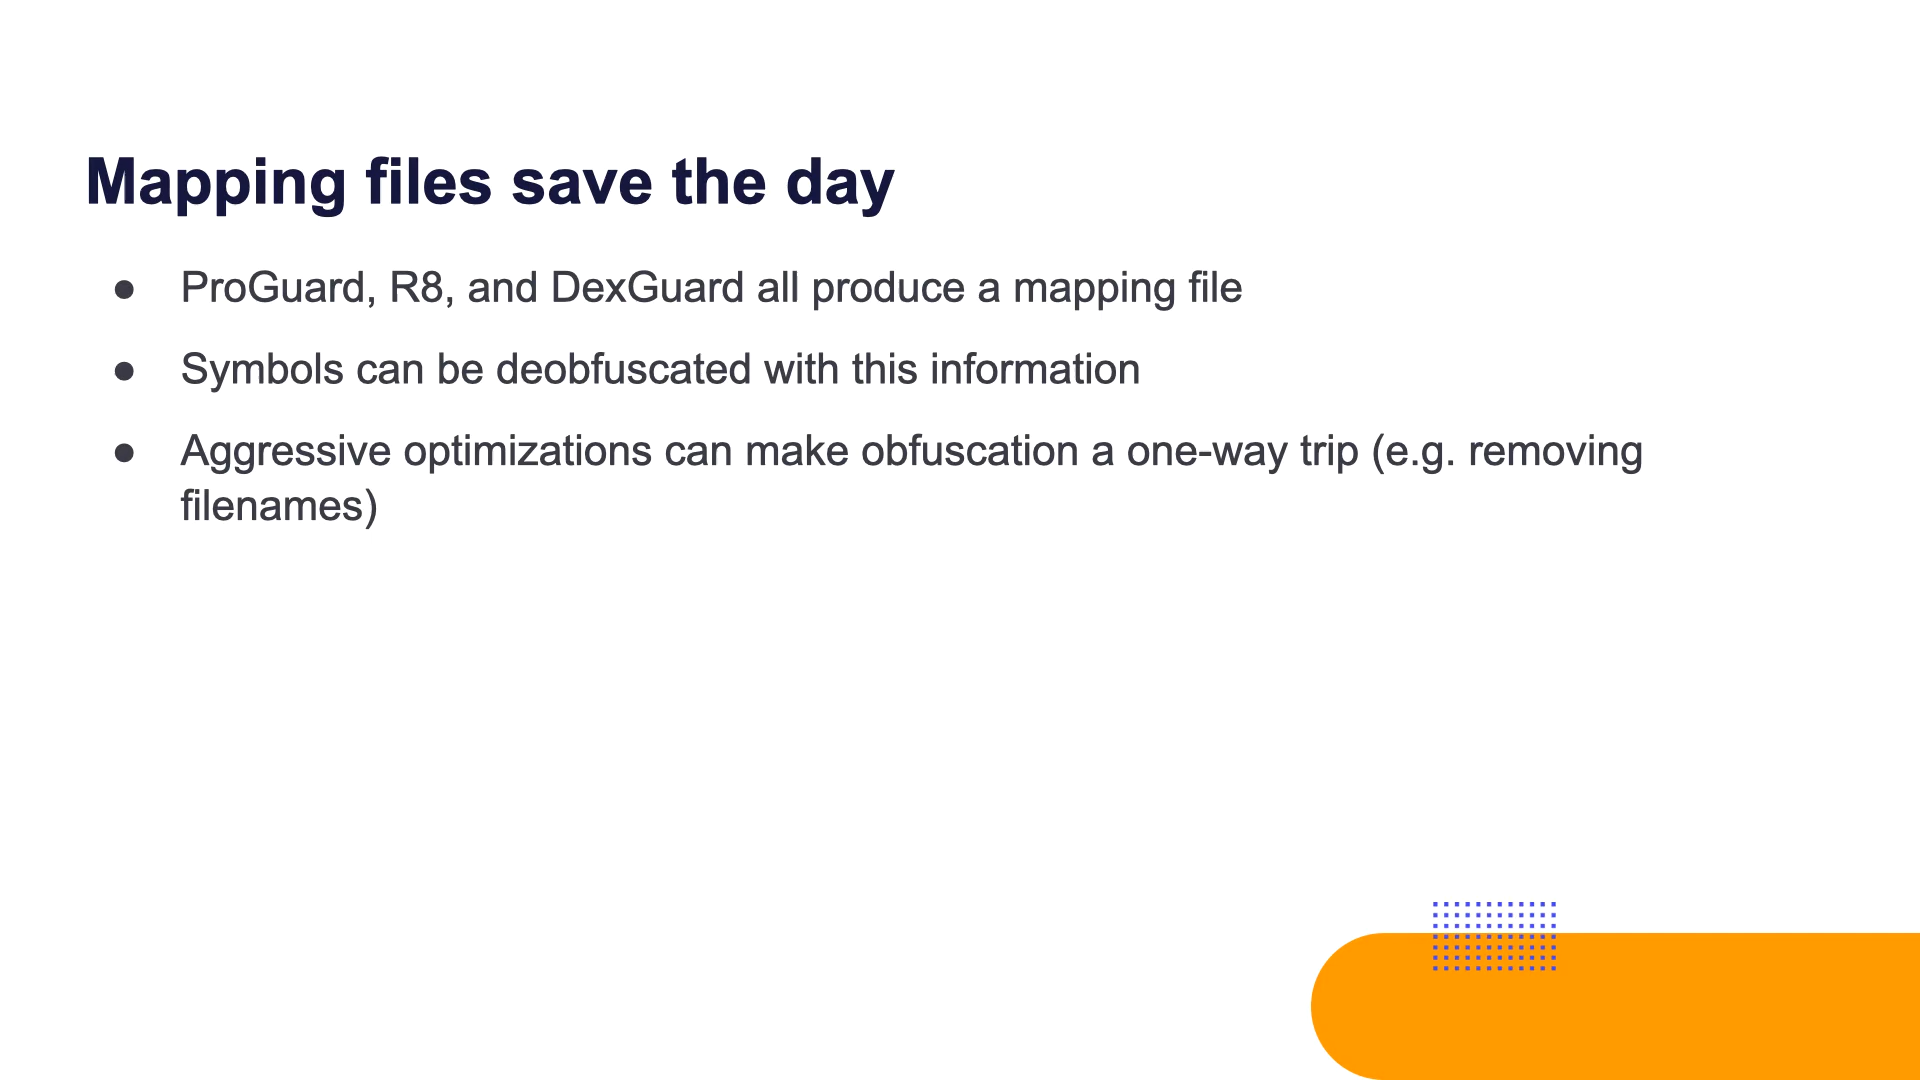 Mapping files save the day
● ProGuard, R8, and DexGuard all produce a mapping file
● Symbols can be deobfuscated with this information
● Aggressive optimizations can make obfuscation a one-way trip (e.g. removing
filenames)